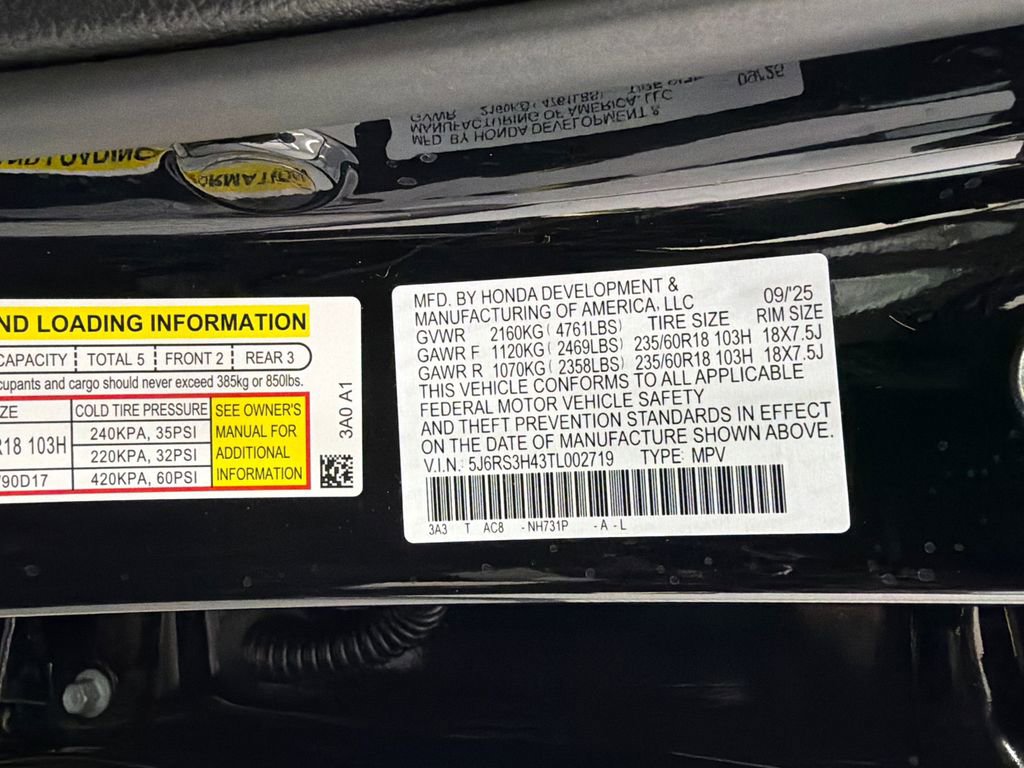 ND LOADING INFORMATION
CAPACITY TOTAL 5 FRONT 2 REAR 3
cupants and cargo should never exceed 385kg or 850lbs.
ZE COLD TIRE PRESSURE SEE OWNER'S MANUAL FOR ADDITIONAL INFORMATION
R18 103H 240KPA, 35PSI
220KPA, 32PSI
/90D17 420KPA, 60PSI
3A0 A1
MFD. BY HONDA DEVELOPMENT &
MANUFACTURING OF AMERICA, LLC 09/'25
GVWR 2160KG ( 4761LBS) TIRE SIZE RIM SIZE
GAWR F 1120KG ( 2469LBS) 235/60R18 103H 18X7.5J
GAWR R 1070KG ( 2358LBS) 235/60R18 103H 18X7.5J
THIS VEHICLE CONFORMS TO ALL APPLICABLE
FEDERAL MOTOR VEHICLE SAFETY
AND THEFT PREVENTION STANDARDS IN EFFECT
ON THE DATE OF MANUFACTURE SHOWN ABOVE.
V.I.N.: 5J6RS3H43TL002719 TYPE: MPV
3A3 T AC8 -NH731P -A-L